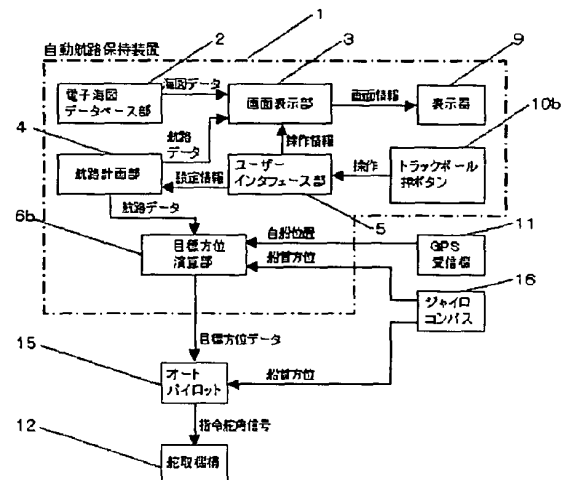 1
自動航路保持装置
2
3
9
電子海図
データベース部
海図データ
画面表示部
画面情報
表示器
4
航路
データ
操作情報
10b
航路計画部
設定情報
ユーザー
インタフェース部
操作
トラックボール
押ボタン
航路データ
5
6b
目標方位
演算部
自船位置
11
GPS
受信機
船首方位
16
ジャイロ
コンパス
目標方位データ
15
オート
パイロット
船首方位
指令舵角信号
12
舵取機構